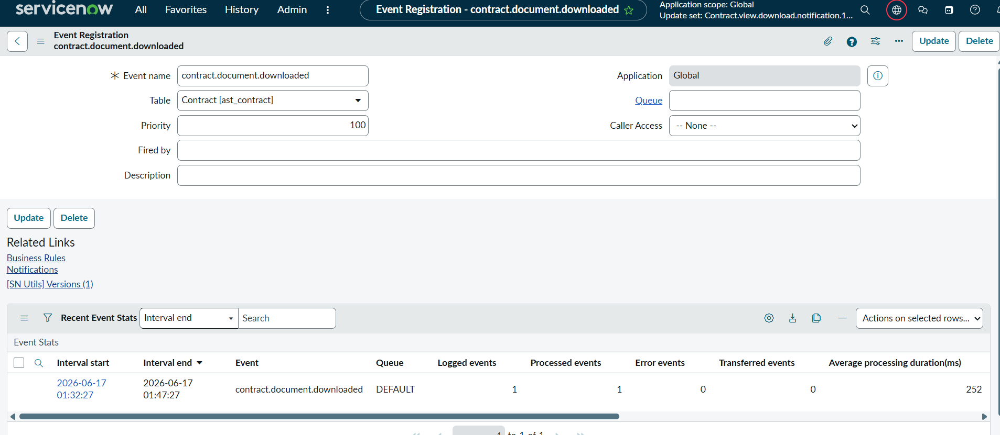 servicenow
All
Favorites
History
Admin
Event Registration - contract.document.downloaded
Application scope: Global
Update set: Contract.view.download.notification.1...
Event Registration
contract.document.downloaded
Update
Delete
Event name
contract.document.downloaded
Application
Global
Table
Contract [ast_contract]
Queue
Priority
100
Caller Access
-- None --
Fired by
Description
Update
Delete
Related Links
Business Rules
Notifications
[SN Utils] Versions (1)
Recent Event Stats
Interval end
Search
Actions on selected rows...
Event Stats
Interval start
Interval end
Event
Queue
Logged events
Processed events
Error events
Transferred events
Average processing duration(ms)
2026-06-17
01:32:27
2026-06-17
01:47:27
contract.document.downloaded
DEFAULT
1
1
0
0
252
1 to 1 of 1